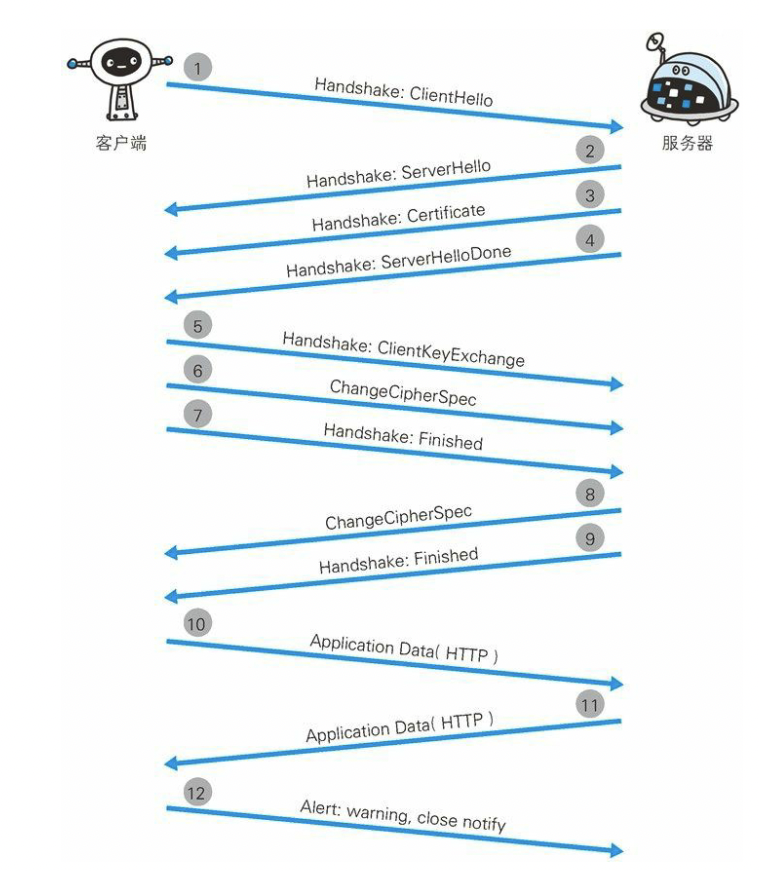 1
Handshake: ClientHello
客户端
服务器
2
Handshake: ServerHello
3
Handshake: Certificate
4
Handshake: ServerHelloDone
5
Handshake: ClientKeyExchange
6
ChangeCipherSpec
7
Handshake: Finished
8
ChangeCipherSpec
9
Handshake: Finished
10
Application Data( HTTP )
11
Application Data( HTTP )
12
Alert: warning, close notify